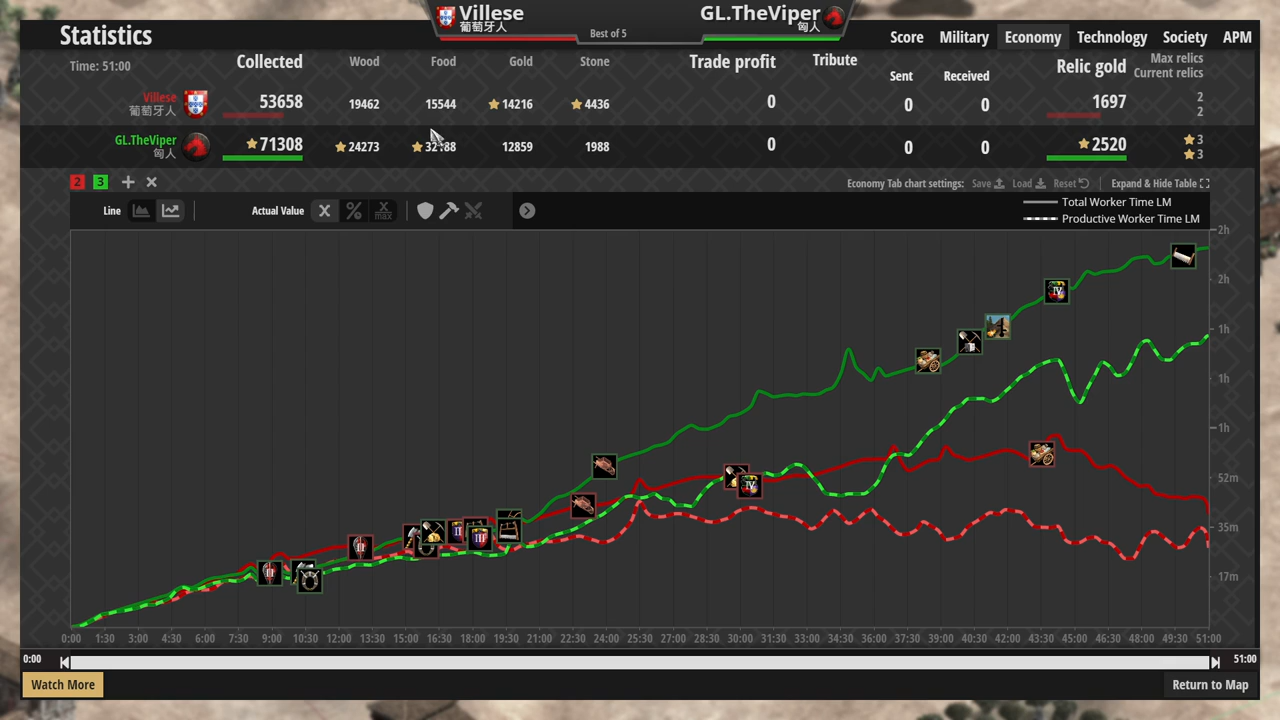 Villese
葡萄牙人
Best of 5
GL.TheViper
匈人
Statistics
Score Military Economy Technology Society APM
Time: 51:00
Collected Wood Food Gold Stone Trade profit Tribute Sent Received Relic gold Max relics
Current relics
Villese
葡萄牙人
53658 19462 15544 14216 4436 0 0 0 1697 2
2
GL.TheViper
匈人
71308 24273 12859 1988 0 0 0 2520 3
3
2 3
Economy Tab chart settings: Save Load Reset Expand & Hide Table
Line Actual Value X % X/max
Total Worker Time LM
Productive Worker Time LM
2h
2h
1h
1h
1h
52m
35m
17m
II
II
III
IV
IV
0:00 1:30 3:00 4:30 6:00 7:30 9:00 10:30 12:00 13:30 15:00 16:30 18:00 19:30 21:00 22:30 24:00 25:30 27:00 28:30 30:00 31:30 33:00 34:30 36:00 37:30 39:00 40:30 42:00 43:30 45:00 46:30 48:00 49:30 51:00
0:00 51:00
Watch More
Return to Map